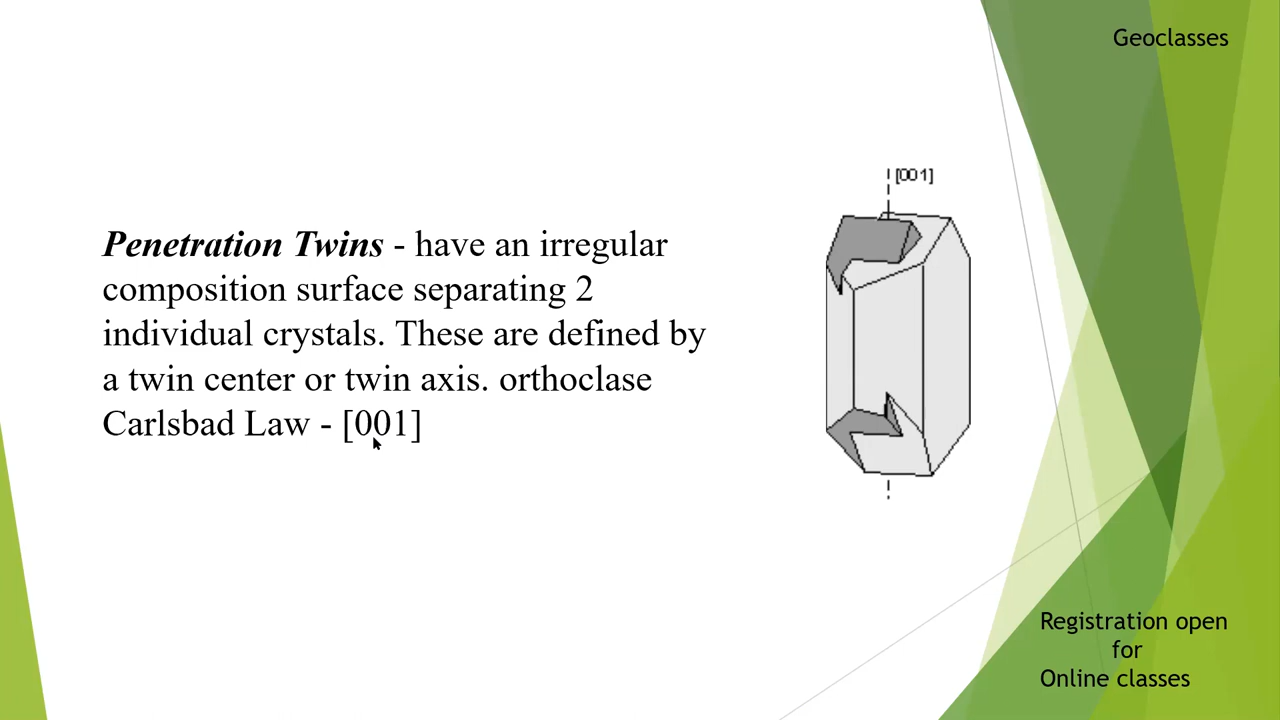 Geoclasses
[001]
Penetration Twins - have an irregular
composition surface separating 2
individual crystals. These are defined by
a twin center or twin axis. orthoclase
Carlsbad Law - [001]
Registration open
for
Online classes